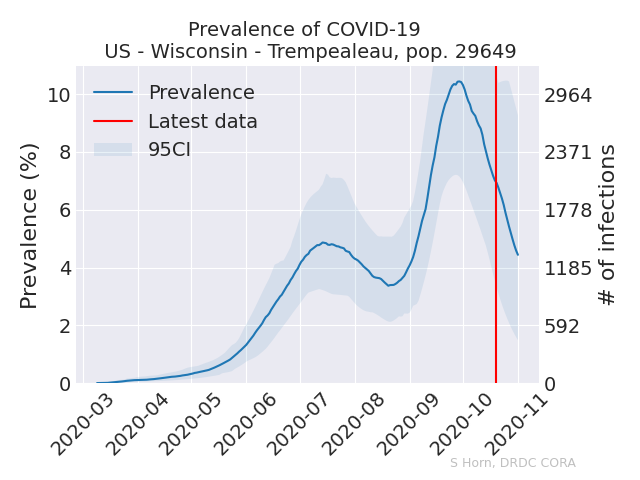 Prevalence of COVID-19
US - Wisconsin - Trempealeau, pop. 29649
Prevalence
Latest data
95CI
Prevalence (%)
10
8
6
4
2
0
2964
2371
1778
1185
592
0
# of infections
2020-03
2020-04
2020-05
2020-06
2020-07
2020-08
2020-09
2020-10
2020-11
S Horn, DRDC CORA